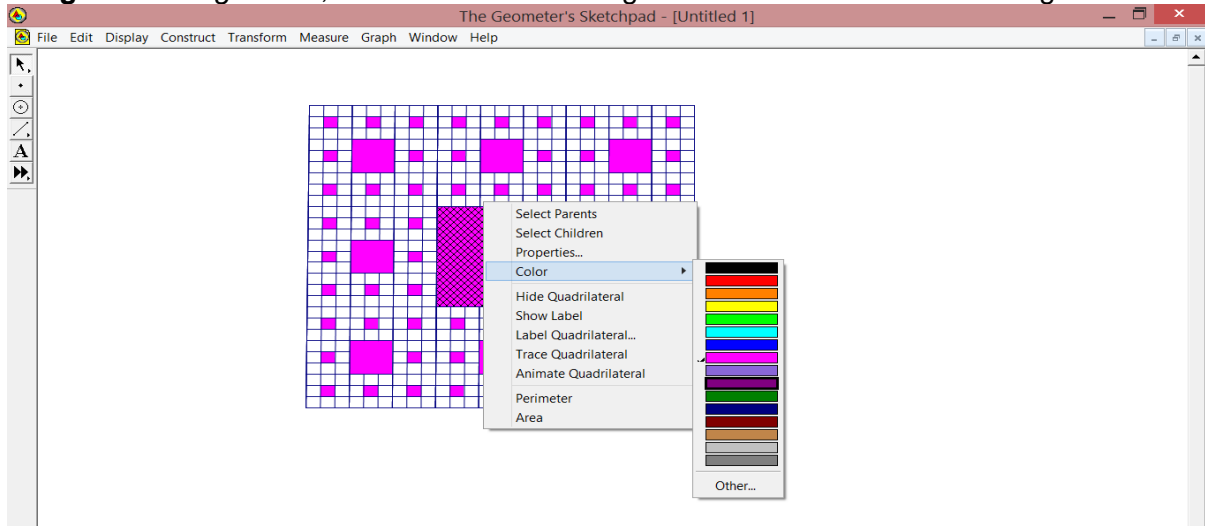 The Geometer's Sketchpad - [Untitled 1]
File Edit Display Construct Transform Measure Graph Window Help
A
Select Parents
Select Children
Properties...
Color
Hide Quadrilateral
Show Label
Label Quadrilateral...
Trace Quadrilateral
Animate Quadrilateral
Perimeter
Area
Other...